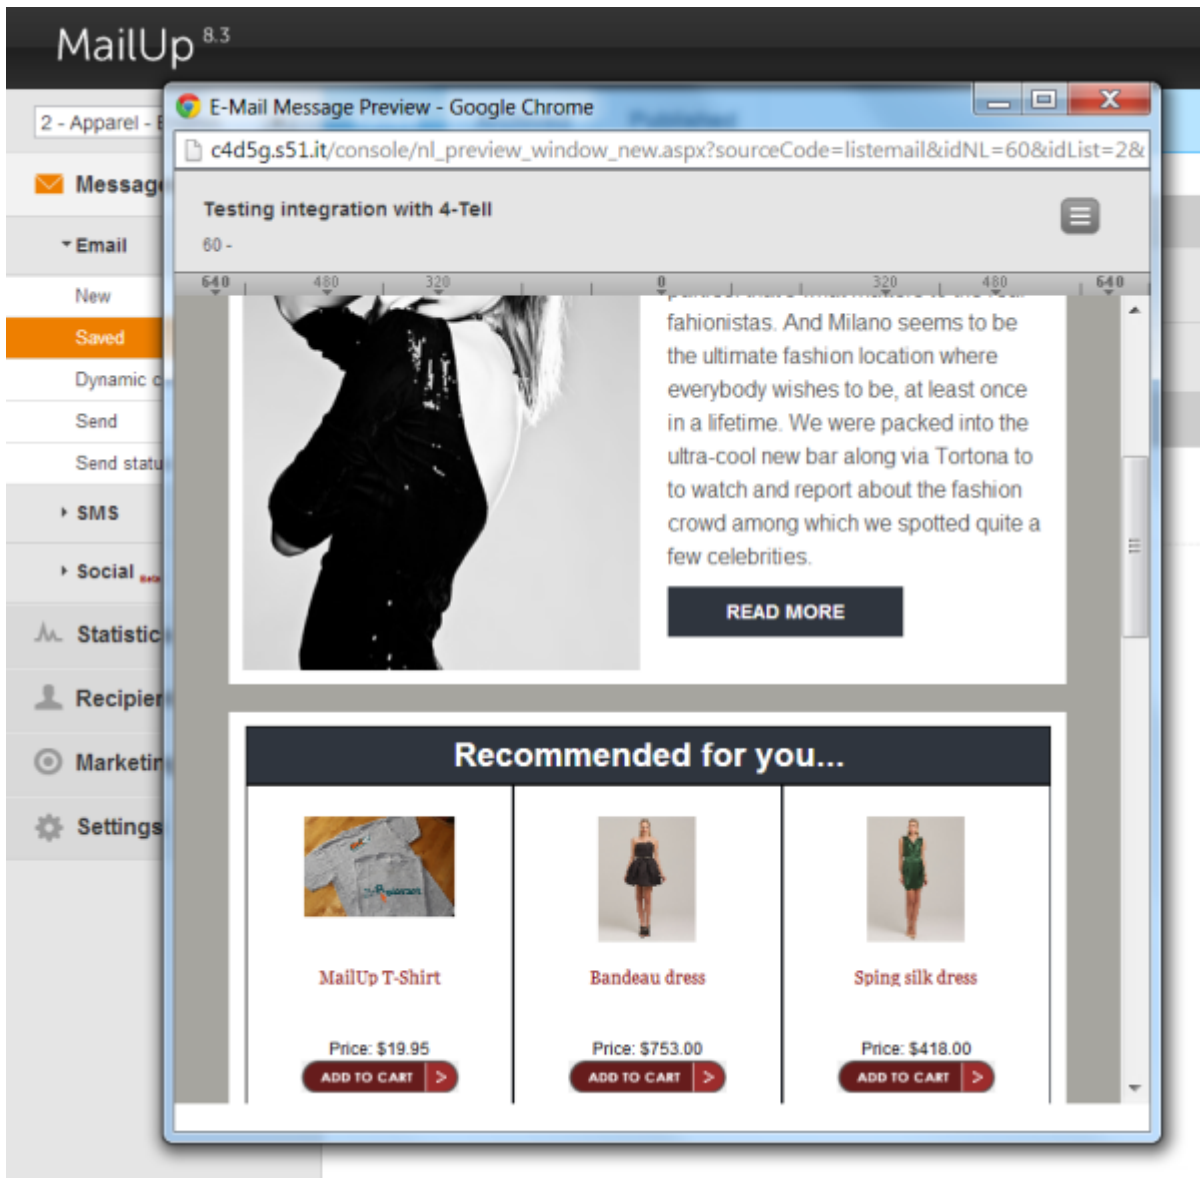 MailUp 8.3
E-Mail Message Preview - Google Chrome
2 - Apparel -
c4d5g.s51.it/console/nl_preview_window_new.aspx?sourceCode=listemail&idNL=60&idList=2&
Message
Testing integration with 4-Tell
60 -
Email
New
Saved
Dynamic c
Send
Send statu
SMS
Social Beta
Statistic
Recipien
Marketin
Settings
640 480 320 0 320 480 640
fahionistas. And Milano seems to be
the ultimate fashion location where
everybody wishes to be, at least once
in a lifetime. We were packed into the
ultra-cool new bar along via Tortona to
to watch and report about the fashion
crowd among which we spotted quite a
few celebrities.
READ MORE
Recommended for you...
MailUp T-Shirt
Price: $19.95
ADD TO CART >
Bandeau dress
Price: $753.00
ADD TO CART >
Sping silk dress
Price: $418.00
ADD TO CART >